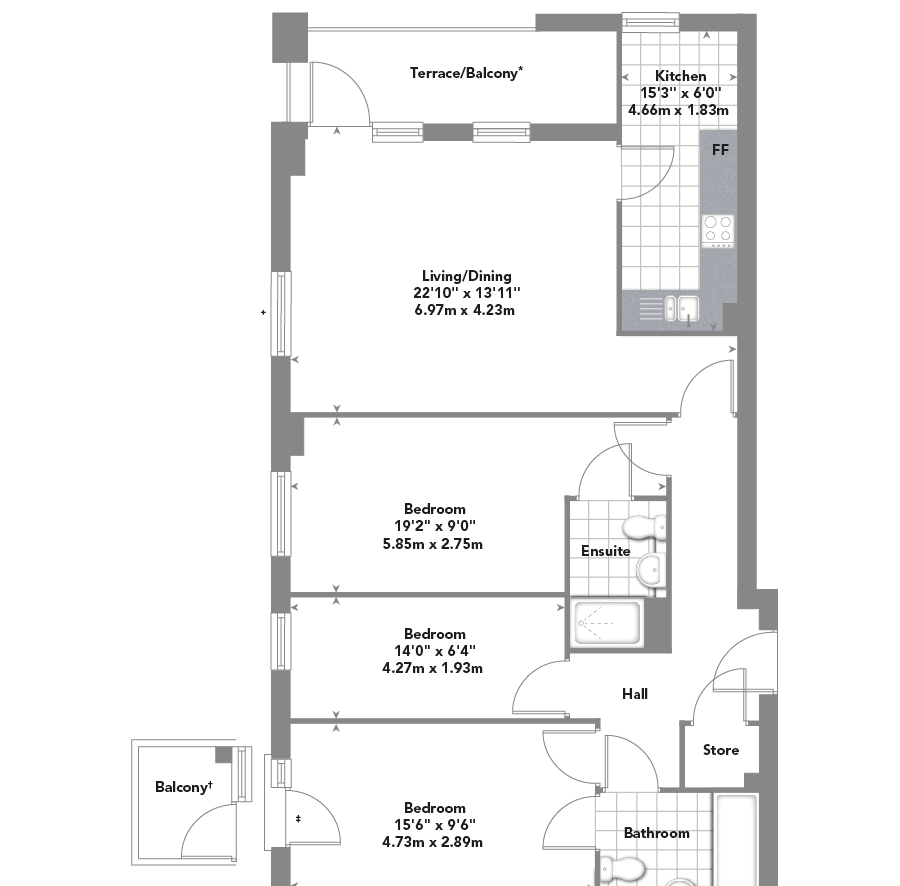 Terrace/Balcony*
Kitchen
15'3'' x 6'0''
4.66m x 1.83m
FF
Living/Dining
22'10'' x 13'11''
6.97m x 4.23m
+
Bedroom
19'2" x 9'0"
5.85m x 2.75m
Ensuite
Bedroom
14'0" x 6'4"
4.27m x 1.93m
Hall
Store
Balcony†
‡
Bedroom
15'6" x 9'6"
4.73m x 2.89m
Bathroom